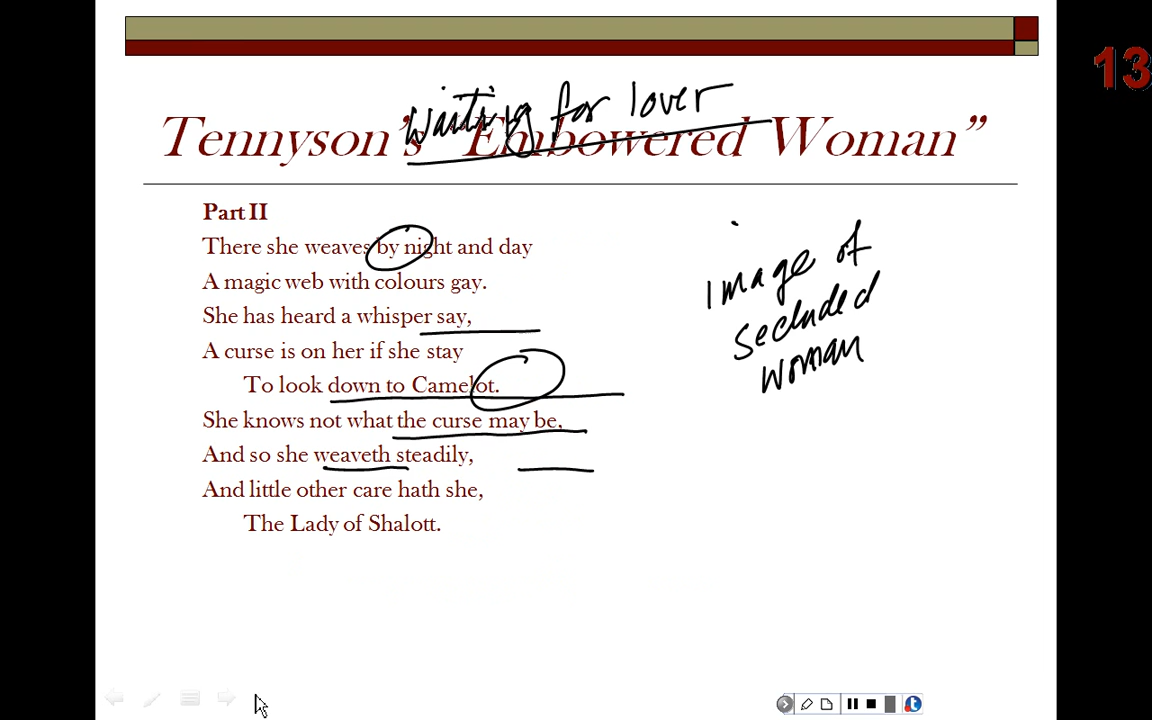 13
waiting for lover
Tennyson's "Embowered Woman"
Part II
There she weaves by night and day
A magic web with colours gay.
She has heard a whisper say,
A curse is on her if she stay
To look down to Camelot.
She knows not what the curse may be,
And so she weaveth steadily,
And little other care hath she,
The Lady of Shalott.
image of
secluded
woman